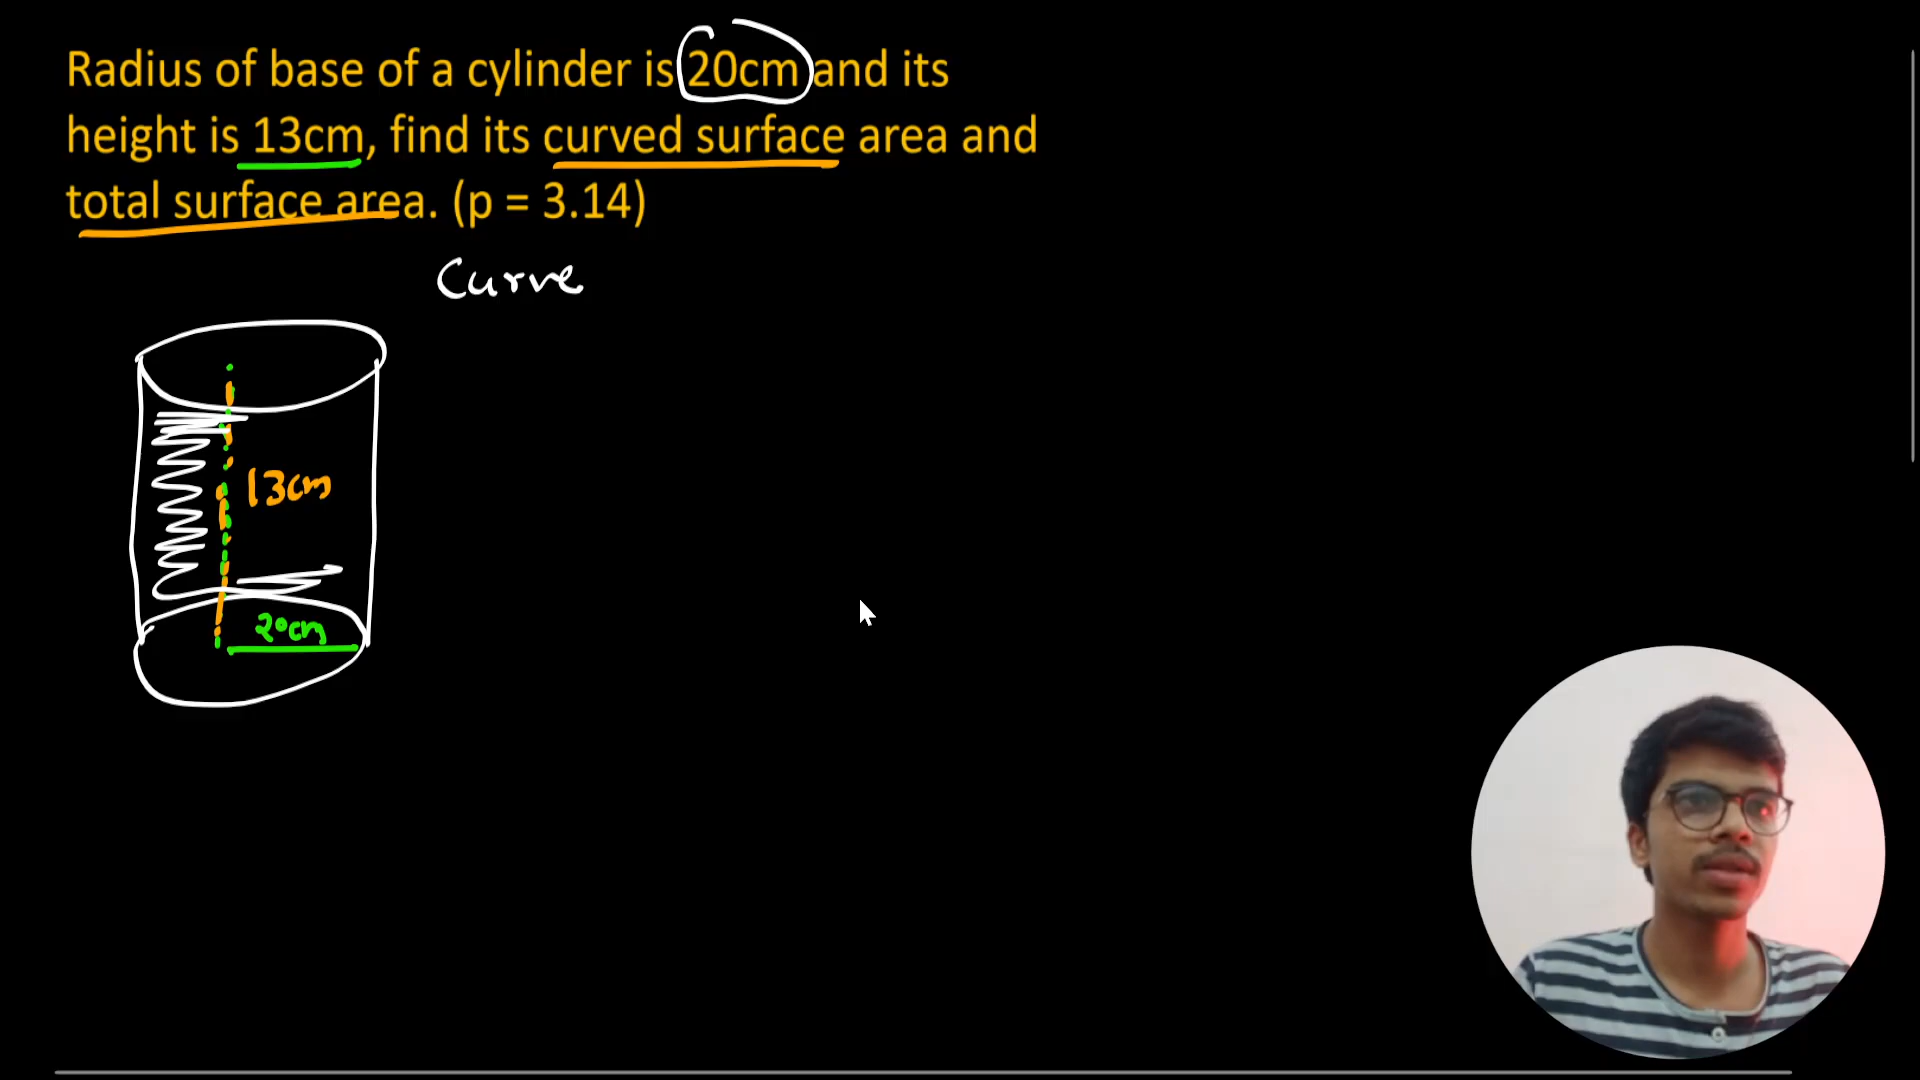 Radius of base of a cylinder is 20cm and its
height is 13cm, find its curved surface area and
total surface area. (p = 3.14)
Curve
13cm
20cm